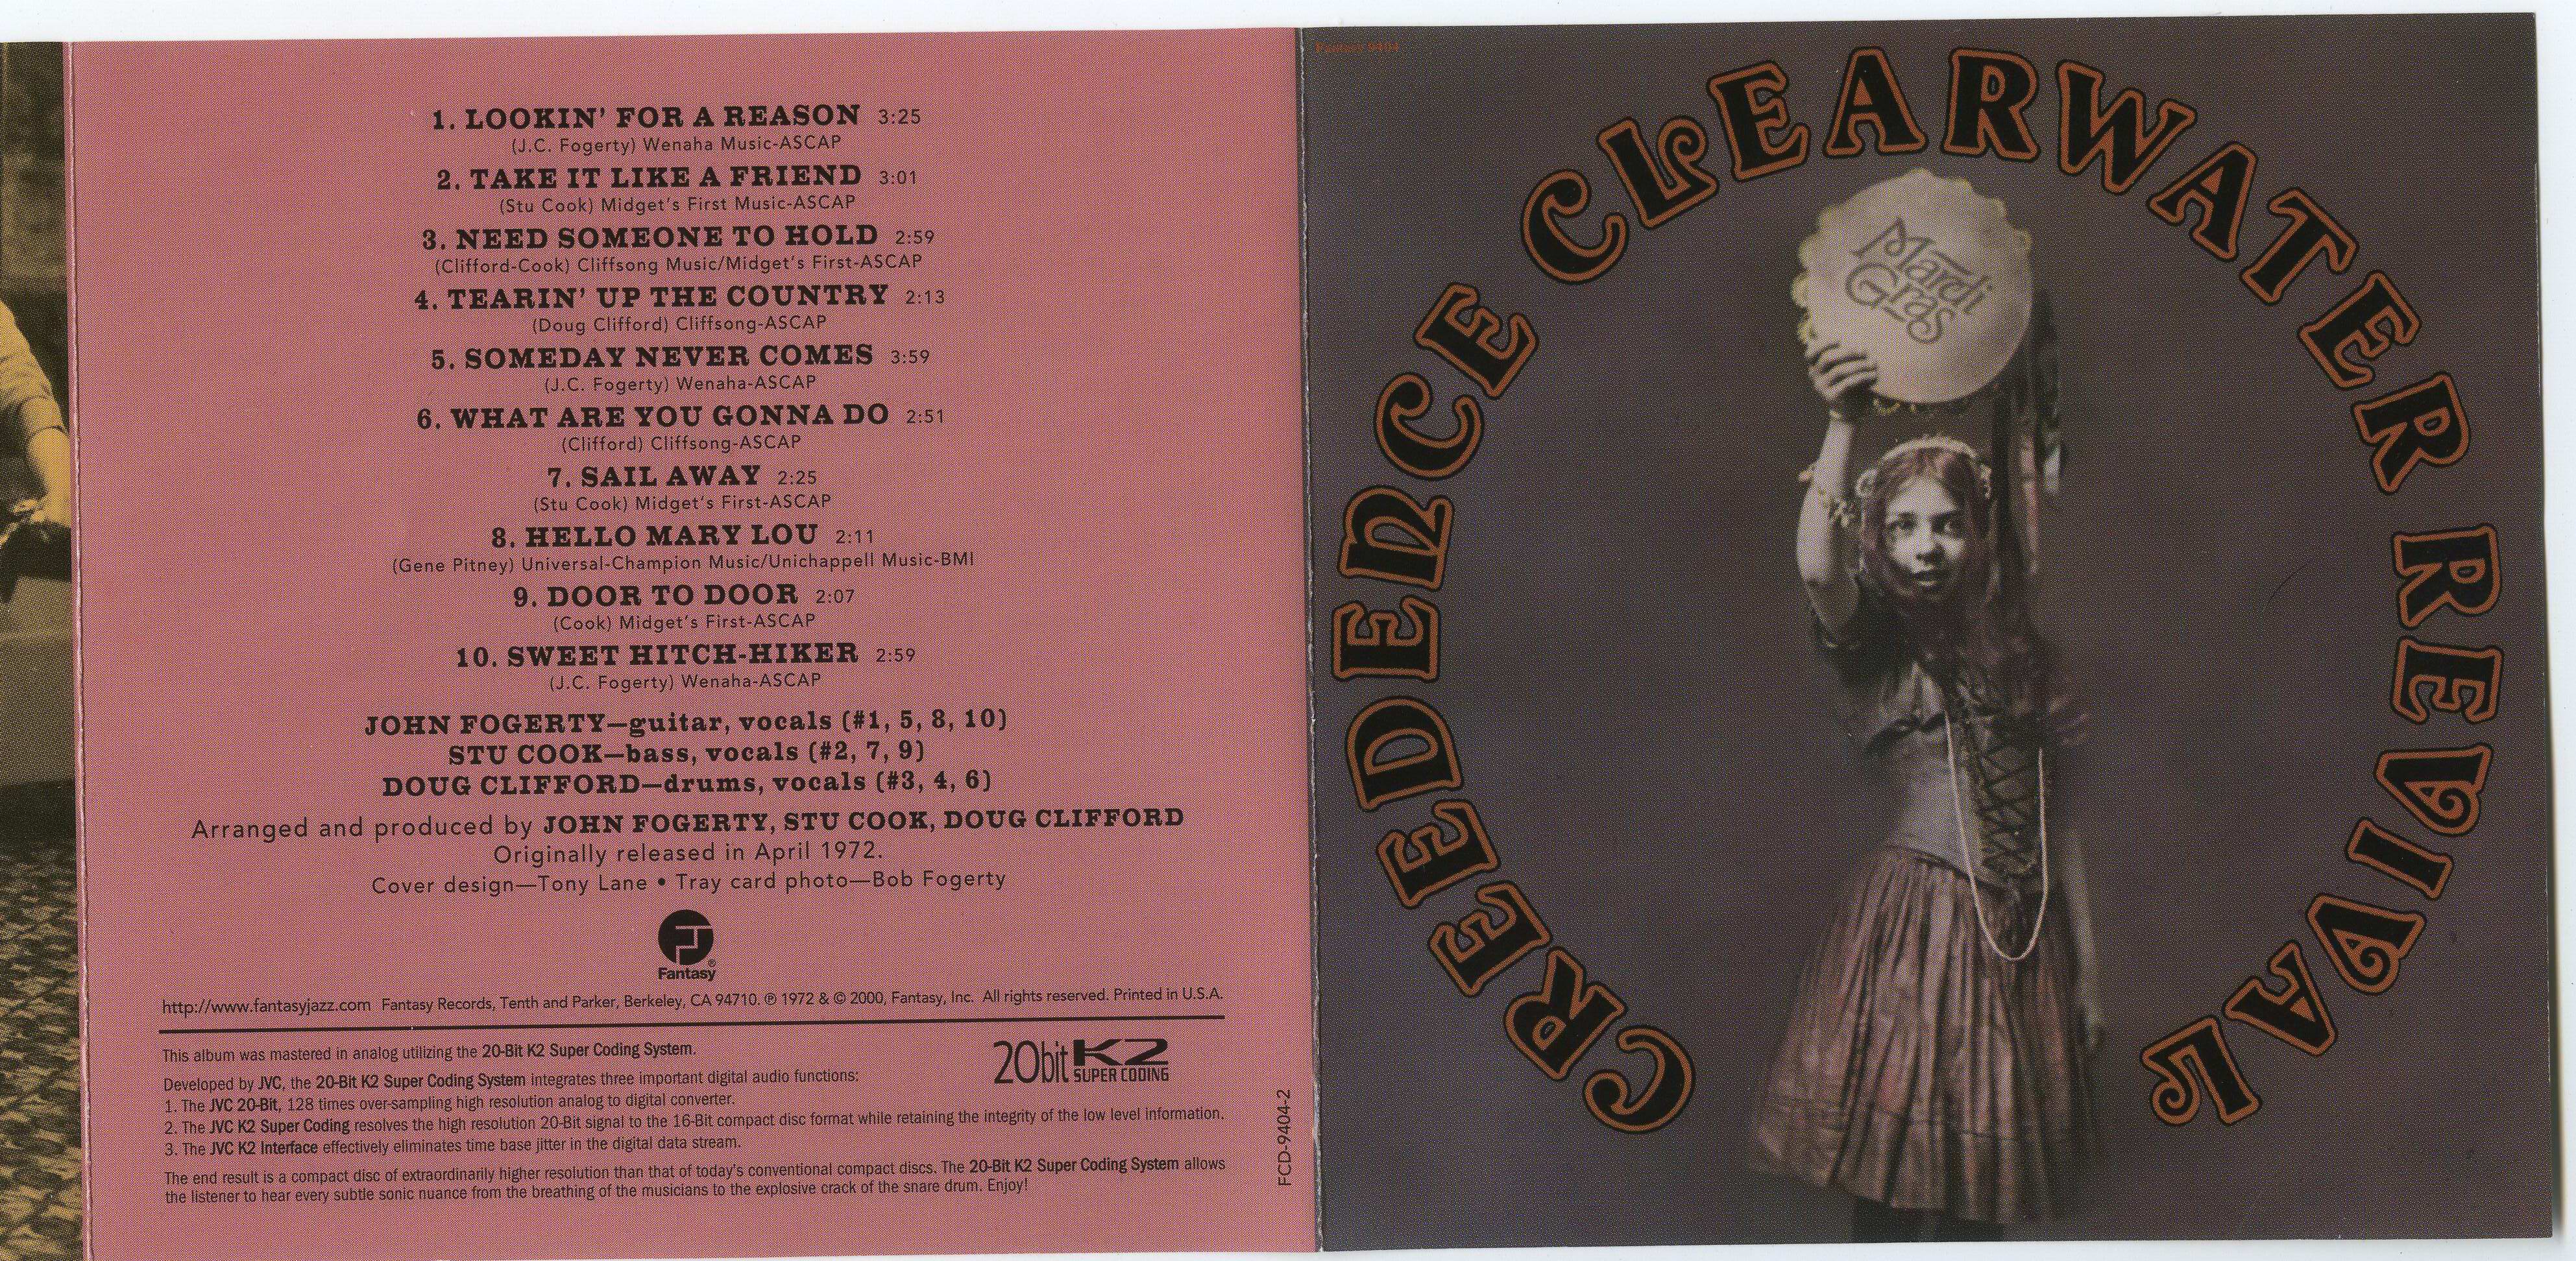 1. LOOKIN' FOR A REASON 3:25
(J.C. Fogerty) Wenaha Music-ASCAP
2. TAKE IT LIKE A FRIEND 3:01
(Stu Cook) Midget's First Music-ASCAP
3. NEED SOMEONE TO HOLD 2:59
(Clifford-Cook) Cliffsong Music/Midget's First-ASCAP
4. TEARIN' UP THE COUNTRY 2:13
(Doug Clifford) Cliffsong-ASCAP
5. SOMEDAY NEVER COMES 3:59
(J.C. Fogerty) Wenaha-ASCAP
6. WHAT ARE YOU GONNA DO 2:51
(Clifford) Cliffsong-ASCAP
7. SAIL AWAY 2:25
(Stu Cook) Midget's First-ASCAP
8. HELLO MARY LOU 2:11
(Gene Pitney) Universal-Champion Music/Unichappell Music-BMI
9. DOOR TO DOOR 2:07
(Cook) Midget's First-ASCAP
10. SWEET HITCH-HIKER 2:59
(J.C. Fogerty) Wenaha-ASCAP
JOHN FOGERTY—guitar, vocals (#1, 5, 8, 10)
STU COOK—bass, vocals (#2, 7, 9)
DOUG CLIFFORD—drums, vocals (#3, 4, 6)
Arranged and produced by JOHN FOGERTY, STU COOK, DOUG CLIFFORD
Originally released in April 1972.
Cover design—Tony Lane • Tray card photo—Bob Fogerty
Fantasy®
http://www.fantasyjazz.com Fantasy Records, Tenth and Parker, Berkeley, CA 94710. ℗ 1972 & © 2000, Fantasy, Inc. All rights reserved. Printed in U.S.A.
This album was mastered in analog utilizing the 20-Bit K2 Super Coding System.
20bit K2 SUPER CODING
Developed by JVC, the 20-Bit K2 Super Coding System integrates three important digital audio functions:
1. The JVC 20-Bit, 128 times over-sampling high resolution analog to digital converter.
2. The JVC K2 Super Coding resolves the high resolution 20-Bit signal to the 16-Bit compact disc format while retaining the integrity of the low level information.
3. The JVC K2 Interface effectively eliminates time base jitter in the digital data stream.
The end result is a compact disc of extraordinarily higher resolution than that of today's conventional compact discs. The 20-Bit K2 Super Coding System allows
the listener to hear every subtle sonic nuance from the breathing of the musicians to the explosive crack of the snare drum. Enjoy!
FCD-9404-2
Fantasy 9404
CREEDENCE CLEARWATER REVIVAL
Mardi
Gras